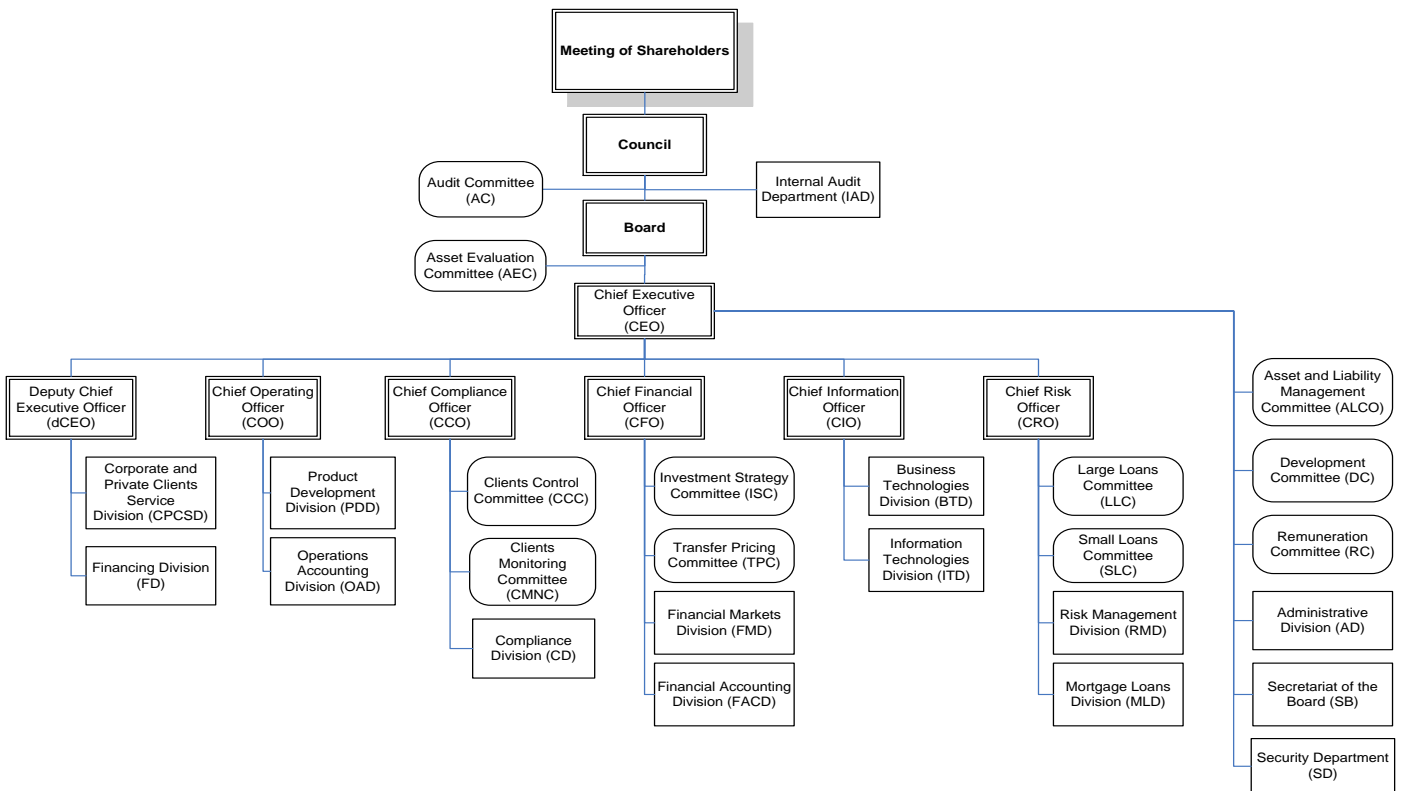 Meeting of Shareholders
Council
Audit Committee
(AC)
Internal Audit
Department (IAD)
Board
Asset Evaluation
Committee (AEC)
Chief Executive
Officer
(CEO)
Deputy Chief
Executive Officer
(dCEO)
Chief Operating
Officer
(COO)
Chief Compliance
Officer
(CCO)
Chief Financial
Officer
(CFO)
Chief Information
Officer
(CIO)
Chief Risk
Officer
(CRO)
Corporate and
Private Clients
Service
Division (CPCSD)
Financing Division
(FD)
Product
Development
Division (PDD)
Operations
Accounting
Division (OAD)
Clients Control
Committee (CCC)
Clients
Monitoring
Committee
(CMNC)
Compliance
Division (CD)
Investment Strategy
Committee (ISC)
Transfer Pricing
Committee (TPC)
Financial Markets
Division (FMD)
Financial Accounting
Division (FACD)
Business
Technologies
Division (BTD)
Information
Technologies
Division (ITD)
Large Loans
Committee
(LLC)
Small Loans
Committee
(SLC)
Risk Management
Division (RMD)
Mortgage Loans
Division (MLD)
Asset and Liability
Management
Committee (ALCO)
Development
Committee (DC)
Remuneration
Committee (RC)
Administrative
Division (AD)
Secretariat of the
Board (SB)
Security Department
(SD)